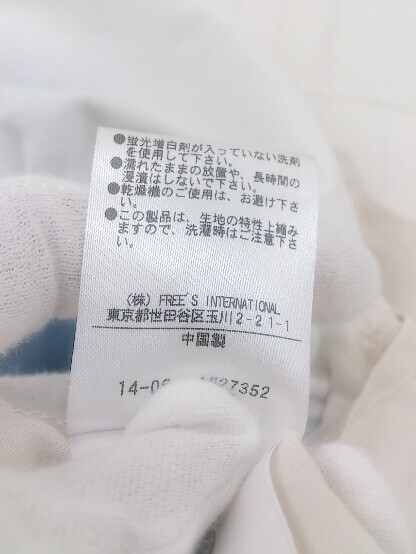 ●蛍光増白剤が入っていない洗剤
を使用して下さい。
●濡れたままの放置や、長時間の
浸漬はしないで下さい。
●乾燥機のご使用は、お避け下さ
い。
●この製品は、生地の特性上縮み
ますので、洗濯時はご注意下さ
い。
(株) FREE'S INTERNATIONAL
東京都世田谷区玉川2-21-1
中国製